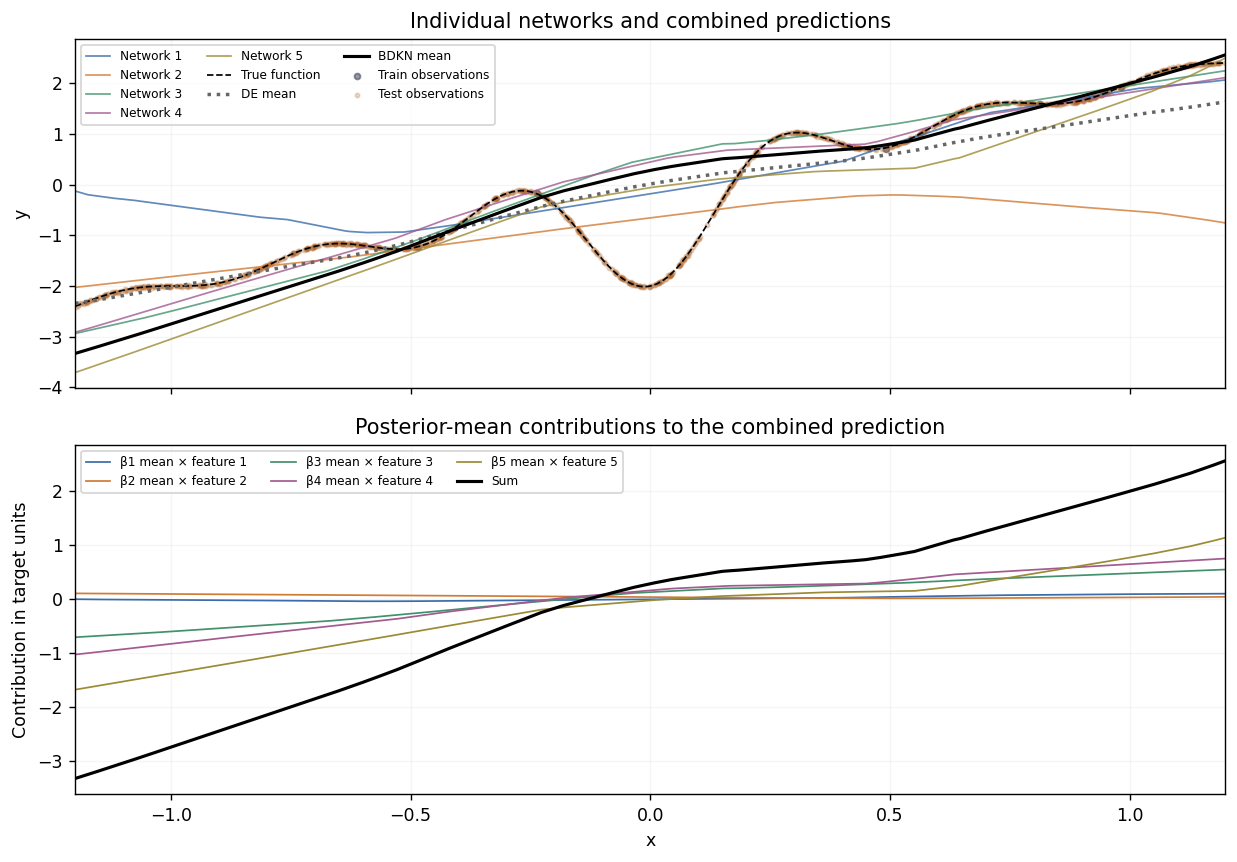 Individual networks and combined predictions
Network 1
Network 2
Network 3
Network 4
Network 5
True function
DE mean
BDKN mean
Train observations
Test observations
2
1
0
−1
−2
−3
−4
y
Posterior-mean contributions to the combined prediction
β1 mean × feature 1
β2 mean × feature 2
β3 mean × feature 3
β4 mean × feature 4
β5 mean × feature 5
Sum
2
1
0
−1
−2
−3
Contribution in target units
−1.0
−0.5
0.0
0.5
1.0
x